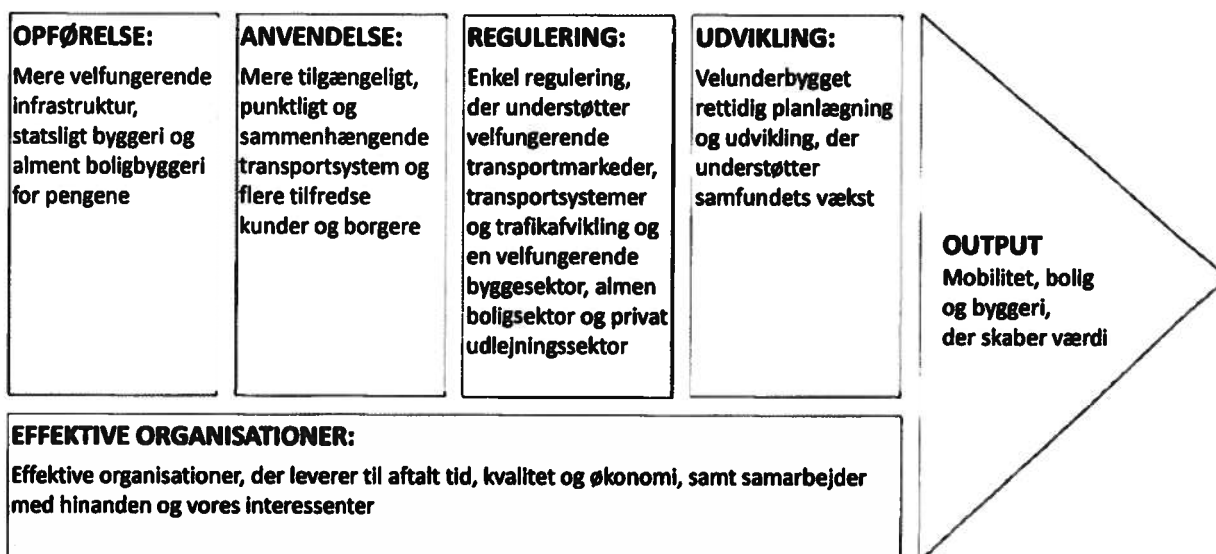 OPFØRELSE:
Mere velfungerende
infrastruktur,
statsligt byggeri og
alment boligbyggeri
for pengene
ANVENDELSE:
Mere tilgængeligt,
punktligt og
sammenhængende
transportsystem og
flere tilfredse
kunder og borgere
REGULERING:
Enkel regulering,
der understøtter
velfungerende
transportmarkeder,
transportsystemer
og trafikafvikling og
en velfungerende
byggesektor, almen
boligsektor og privat
udlejningssektor
UDVIKLING:
Velunderbygget
rettidig planlægning
og udvikling, der
understøtter
samfundets vækst
OUTPUT
Mobilitet, bolig
og byggeri,
der skaber værdi
EFFEKTIVE ORGANISATIONER:
Effektive organisationer, der leverer til aftalt tid, kvalitet og økonomi, samt samarbejder
med hinanden og vores interessenter